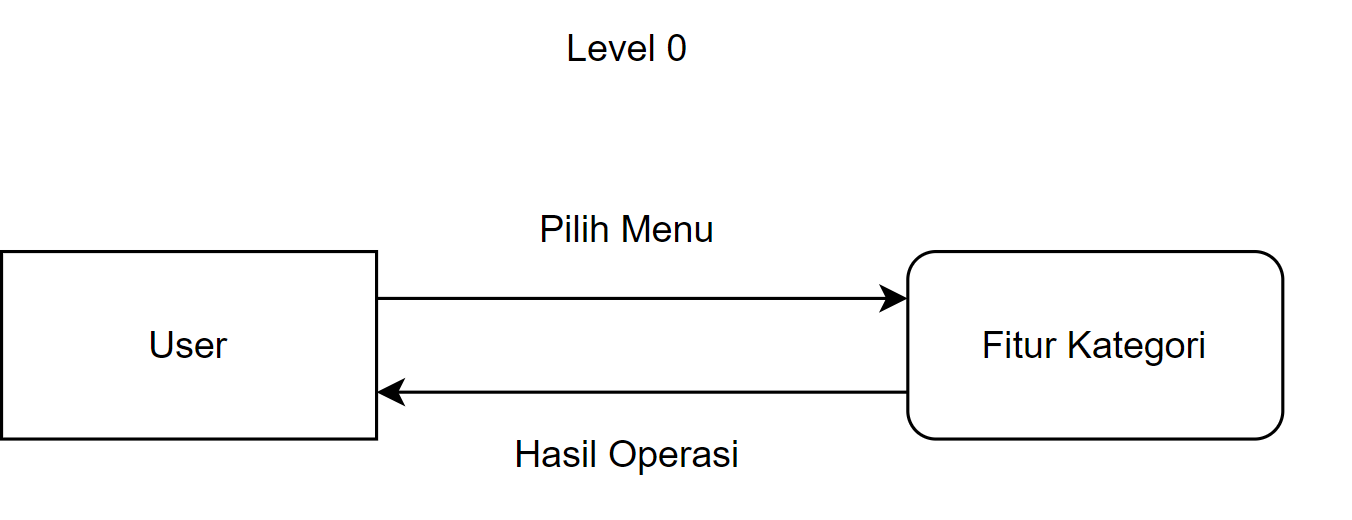 Level 0
Pilih Menu
User
Fitur Kategori
Hasil Operasi